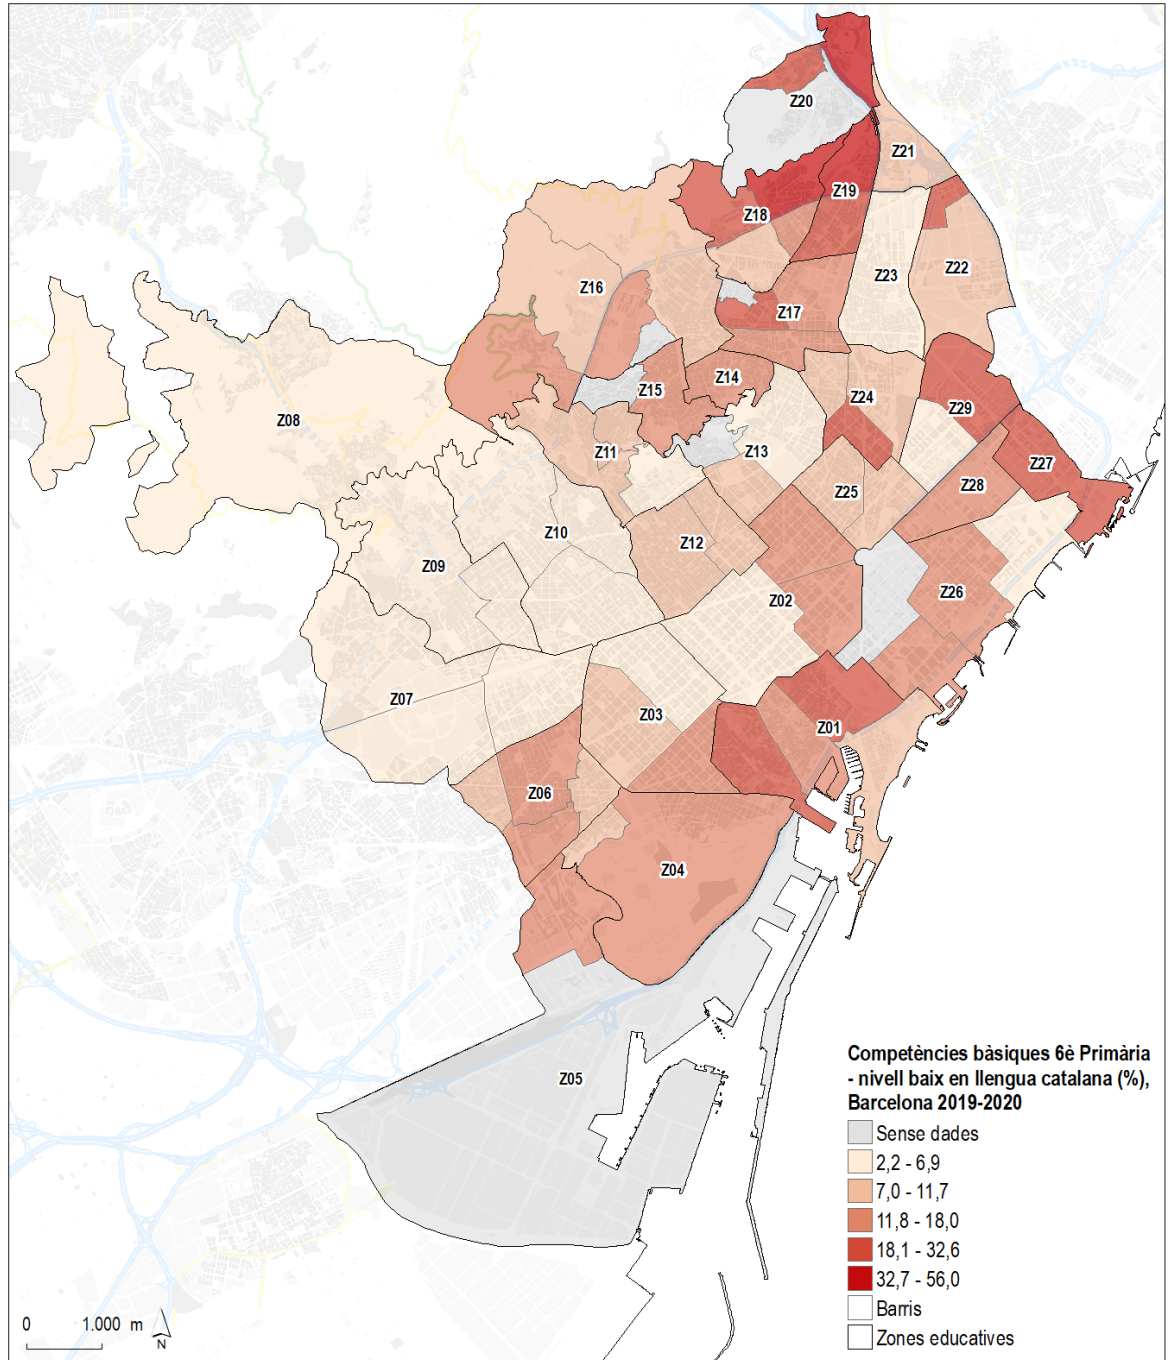 Z20
Z21
Z19
Z18
Z22
Z23
Z16
Z17
Z14
Z15
Z24
Z29
Z08
Z11
Z13
Z27
Z28
Z25
Z10
Z12
Z09
Z26
Z02
Z07
Z03
Z01
Z06
Z04
Z05
Competències bàsiques 6è Primària
- nivell baix en llengua catalana (%),
Barcelona 2019-2020
Sense dades
2,2 - 6,9
7,0 - 11,7
11,8 - 18,0
18,1 - 32,6
32,7 - 56,0
Barris
Zones educatives
0 1.000 m
N